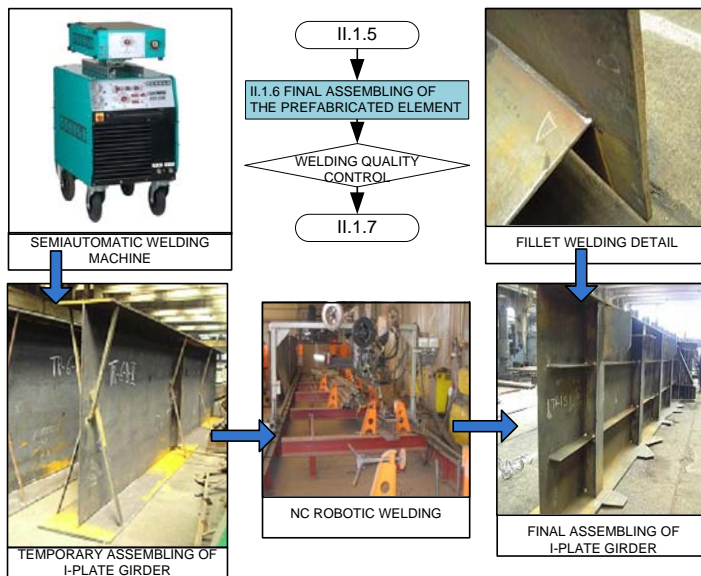 II.1.5
II.1.6 FINAL ASSEMBLING OF
THE PREFABRICATED ELEMENT
WELDING QUALITY
CONTROL
II.1.7
SEMIAUTOMATIC WELDING
MACHINE
FILLET WELDING DETAIL
TEMPORARY ASSEMBLING OF
I-PLATE GIRDER
NC ROBOTIC WELDING
FINAL ASSEMBLING OF
I-PLATE GIRDER